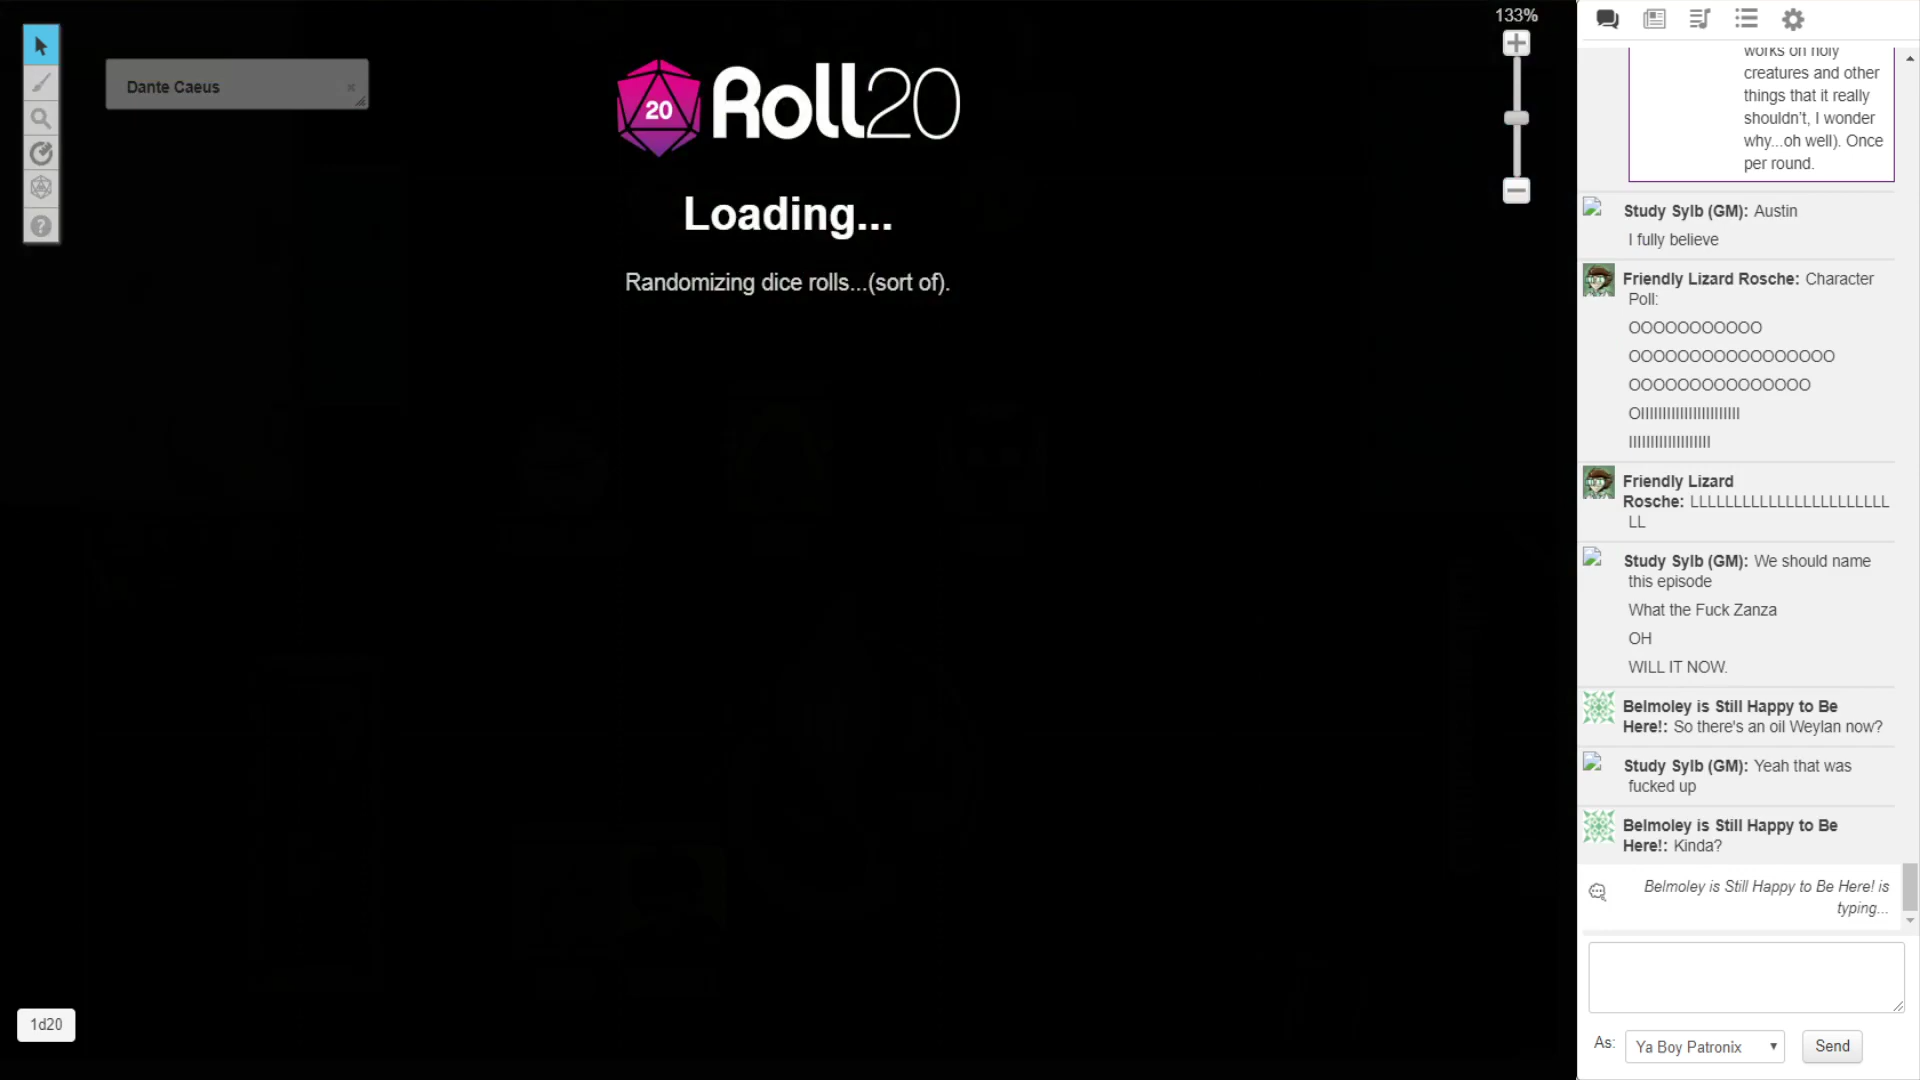 133%
Dante Caeus
20
Roll20
Loading...
Randomizing dice rolls...(sort of).
1d20
works on holy
creatures and other
things that it really
shouldn't, I wonder
why...oh well). Once
per round.
Study Sylb (GM): Austin
I fully believe
Friendly Lizard Rosche: Character
Poll:
OOOOOOOOOOO
OOOOOOOOOOOOOOOOO
OOOOOOOOOOOOOOO
Friendly Lizard
Rosche: LLLLLLLLLLLLLLLLLLLLLLL
LL
Study Sylb (GM): We should name
this episode
What the Fuck Zanza
OH
WILL IT NOW.
Belmoley is Still Happy to Be
Here!: So there's an oil Weylan now?
Study Sylb (GM): Yeah that was
fucked up
Belmoley is Still Happy to Be
Here!: Kinda?
Belmoley is Still Happy to Be Here! is
typing...
As:
Ya Boy Patronix
Send